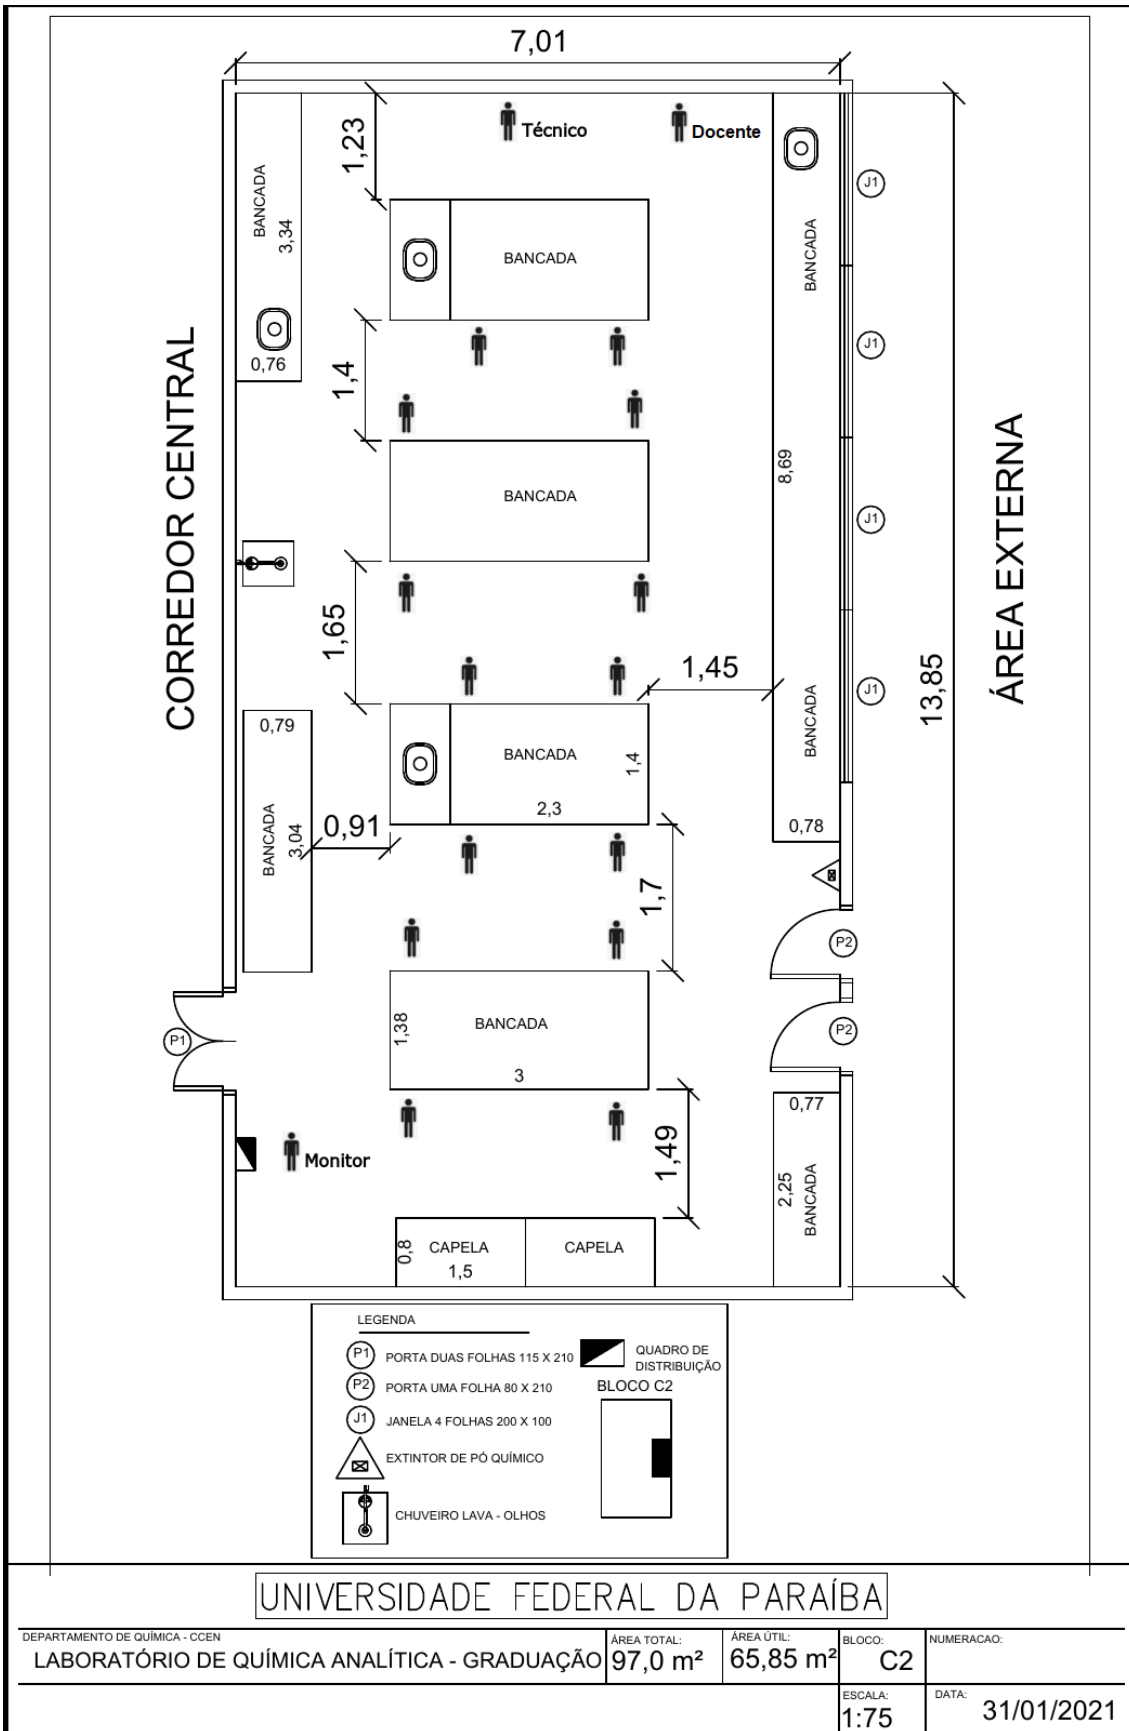 7,01
1,23
Técnico
Docente
BANCADA
3,34
0,76
BANCADA
BANCADA
J1
J1
1,4
CORREDOR CENTRAL
BANCADA
8,69
J1
ÁREA EXTERNA
1,65
1,45
BANCADA
J1
13,85
0,79
BANCADA
3,04
0,91
BANCADA
1,4
2,3
0,78
1,7
P2
P1
1,38
BANCADA
3
P2
0,77
2,25
BANCADA
1,49
Monitor
0,8
CAPELA
1,5
CAPELA
LEGENDA
P1 PORTA DUAS FOLHAS 115 X 210
P2 PORTA UMA FOLHA 80 X 210
J1 JANELA 4 FOLHAS 200 X 100
EXTINTOR DE PÓ QUÍMICO
CHUVEIRO LAVA - OLHOS
QUADRO DE
DISTRIBUIÇÃO
BLOCO C2
UNIVERSIDADE FEDERAL DA PARAÍBA
DEPARTAMENTO DE QUÍMICA - CCEN
LABORATÓRIO DE QUÍMICA ANALÍTICA - GRADUAÇÃO
ÁREA TOTAL:
97,0 m²
ÁREA ÚTIL:
65,85 m²
BLOCO:
C2
NUMERACAO:
ESCALA:
1:75
DATA:
31/01/2021